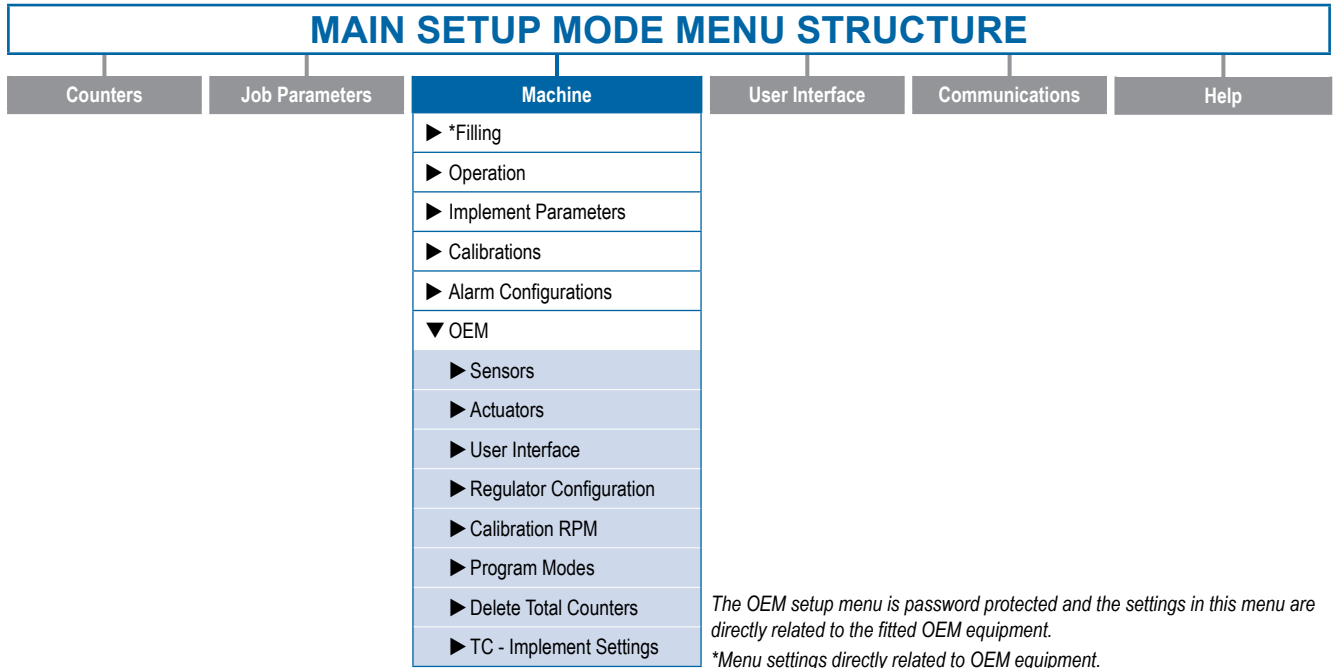 MAIN SETUP MODE MENU STRUCTURE
Counters
Job Parameters
Machine
User Interface
Communications
Help
▶ *Filling
▶ Operation
▶ Implement Parameters
▶ Calibrations
▶ Alarm Configurations
▼ OEM
▶ Sensors
▶ Actuators
▶ User Interface
▶ Regulator Configuration
▶ Calibration RPM
▶ Program Modes
▶ Delete Total Counters
▶ TC - Implement Settings
The OEM setup menu is password protected and the settings in this menu are
directly related to the fitted OEM equipment.
*Menu settings directly related to OEM equipment.